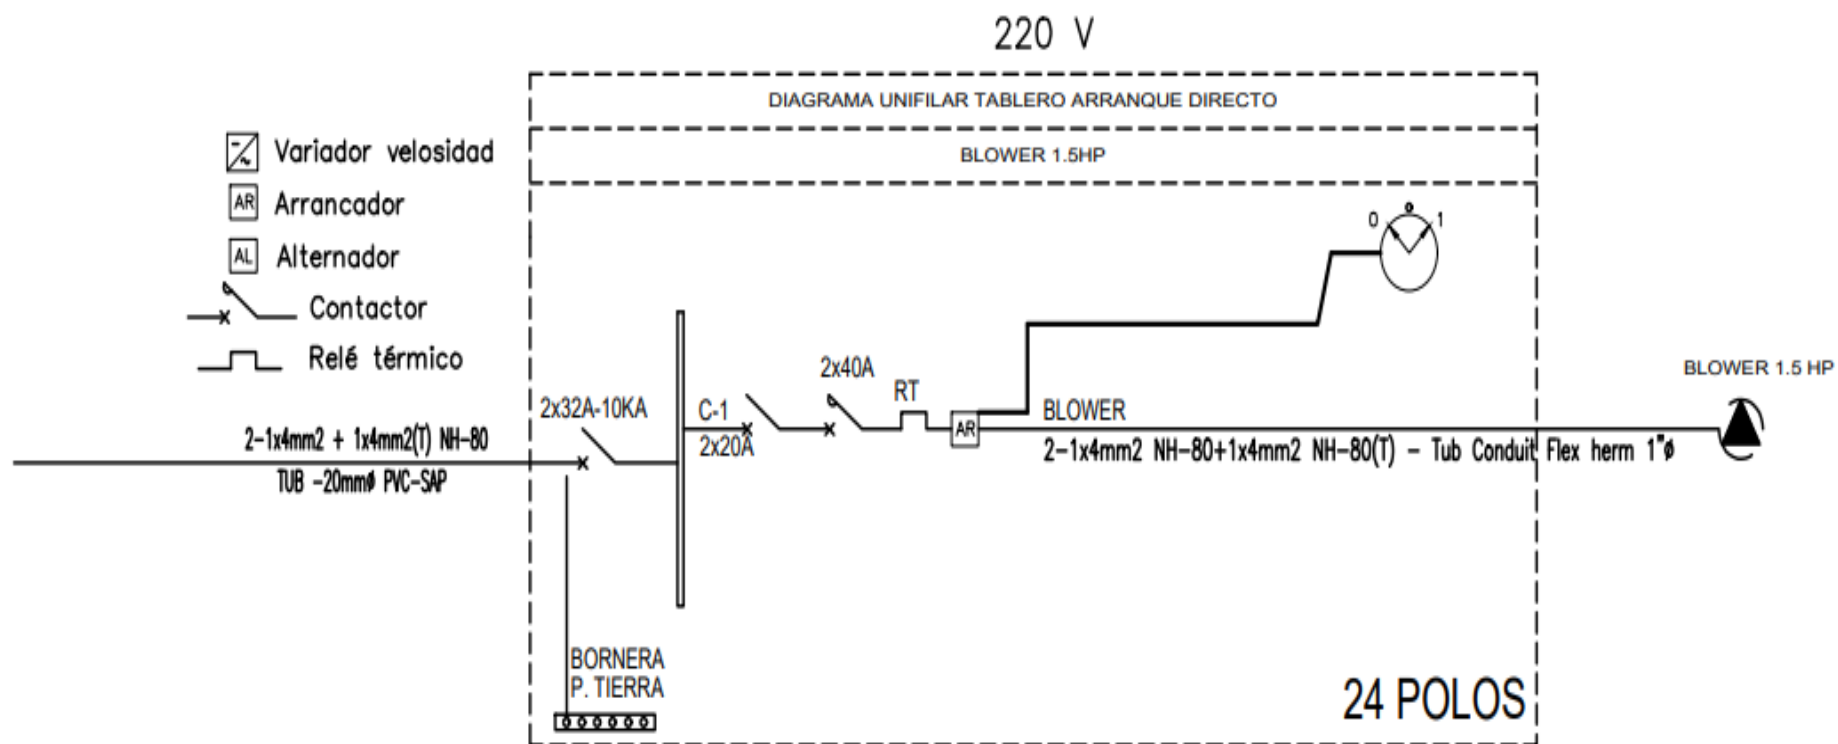 220 V
DIAGRAMA UNIFILAR TABLERO ARRANQUE DIRECTO
BLOWER 1.5HP
Variador velosidad
AR Arrancador
AL Alternador
Contactor
Relé térmico
0 1
2-1x4mm2 + 1x4mm2(T) NH-80
TUB -20mmø PVC-SAP
2x32A-10KA
C-1
2x20A
2x40A
RT
AR
BLOWER
2-1x4mm2 NH-80+1x4mm2 NH-80(T) - Tub Conduit Flex herm 1"ø
BLOWER 1.5 HP
BORNERA
P. TIERRA
24 POLOS